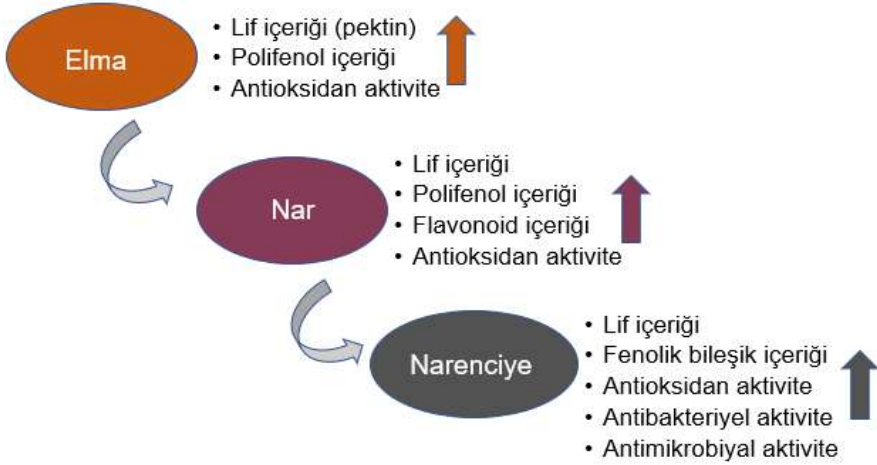 Elma
• Lif içeriği (pektin)
• Polifenol içeriği
• Antioksidan aktivite
Nar
• Lif içeriği
• Polifenol içeriği
• Flavonoid içeriği
• Antioksidan aktivite
Narenciye
• Lif içeriği
• Fenolik bileşik içeriği
• Antioksidan aktivite
• Antibakteriyel aktivite
• Antimikrobiyal aktivite